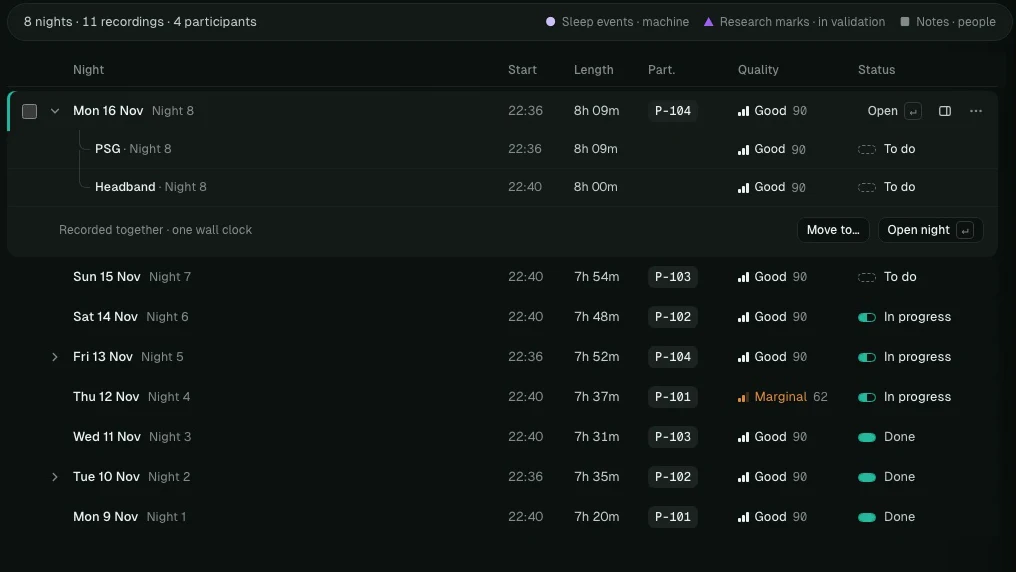 8 nights · 11 recordings · 4 participants Sleep events · machine Research marks · in validation Notes · people
Night Start Length Part. Quality Status
Mon 16 Nov Night 8 22:36 8h 09m P-104 Good 90 Open ↵ ···
PSG · Night 8 22:36 8h 09m Good 90 To do
Headband · Night 8 22:40 8h 00m Good 90 To do
Recorded together · one wall clock Move to… Open night ↵
Sun 15 Nov Night 7 22:40 7h 54m P-103 Good 90 To do
Sat 14 Nov Night 6 22:40 7h 48m P-102 Good 90 In progress
Fri 13 Nov Night 5 22:36 7h 52m P-104 Good 90 In progress
Thu 12 Nov Night 4 22:40 7h 37m P-101 Marginal 62 In progress
Wed 11 Nov Night 3 22:40 7h 31m P-103 Good 90 Done
Tue 10 Nov Night 2 22:36 7h 35m P-102 Good 90 Done
Mon 9 Nov Night 1 22:40 7h 20m P-101 Good 90 Done